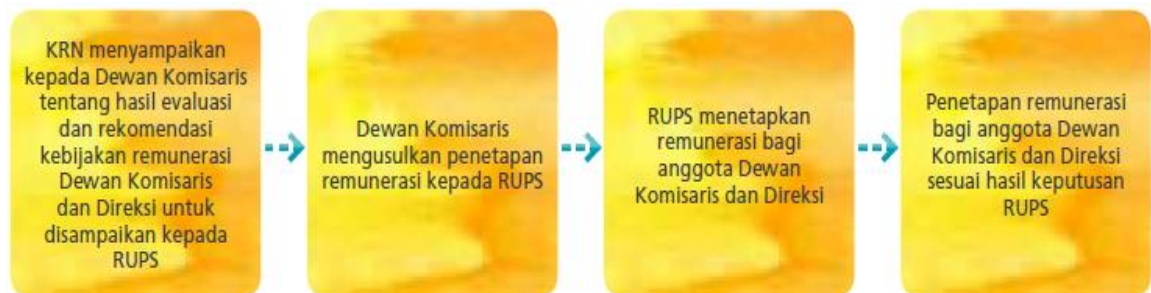 KRN menyampaikan
kepada Dewan Komisaris
tentang hasil evaluasi
dan rekomendasi
kebijakan remunerasi
Dewan Komisaris
dan Direksi untuk
disampaikan kepada
RUPS
Dewan Komisaris
mengusulkan penetapan
remunerasi kepada RUPS
RUPS menetapkan
remunerasi bagi
anggota Dewan
Komisaris dan Direksi
Penetapan remunerasi
bagi anggota Dewan
Komisaris dan Direksi
sesuai hasil keputusan
RUPS